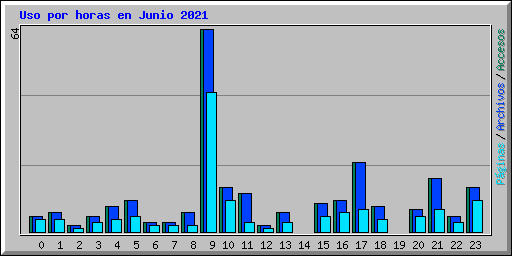 Uso por horas en Junio 2021
64
Páginas / Archivos / Accesos
0 1 2 3 4 5 6 7 8 9 10 11 12 13 14 15 16 17 18 19 20 21 22 23